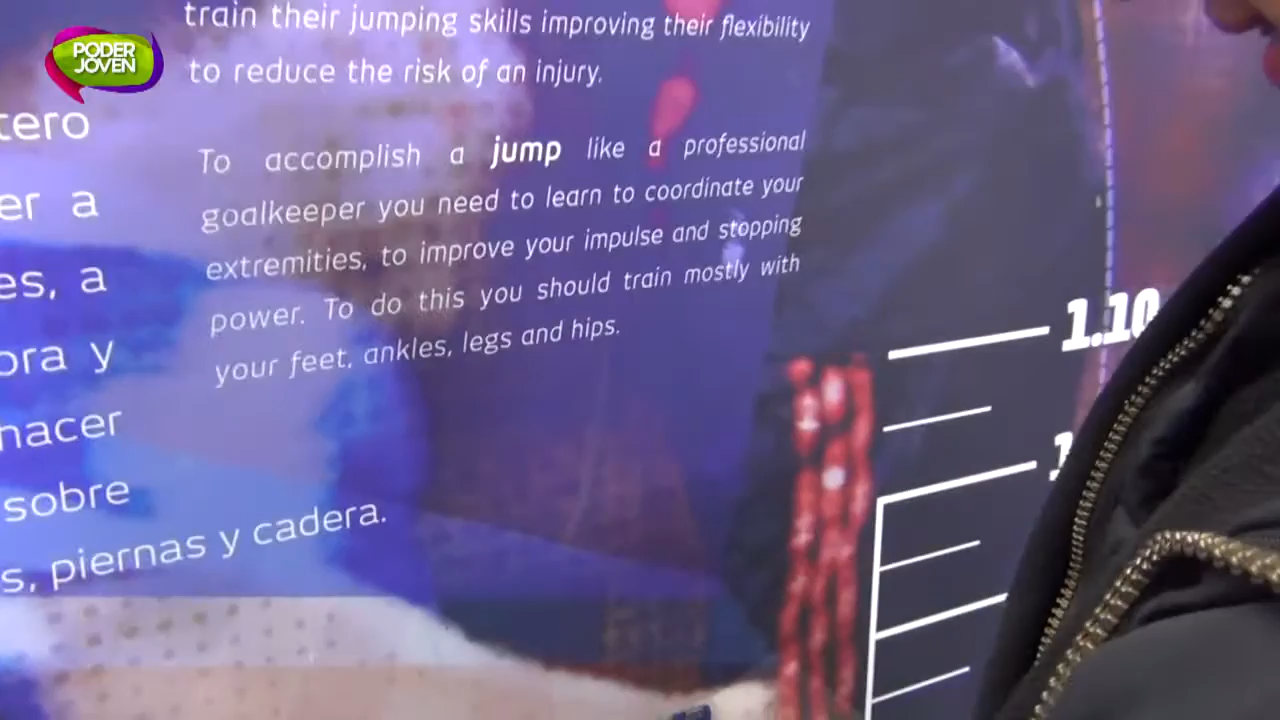 PODER
JOVEN
train their jumping skills improving their flexibility
to reduce the risk of an injury.
To accomplish a jump like a professional
goalkeeper you need to learn to coordinate your
extremities, to improve your impulse and stopping
power. To do this you should train mostly with
your feet, ankles, legs and hips.
tero
er a
es, a
ora y
hacer
sobre
s, piernas y cadera.
1.10
1